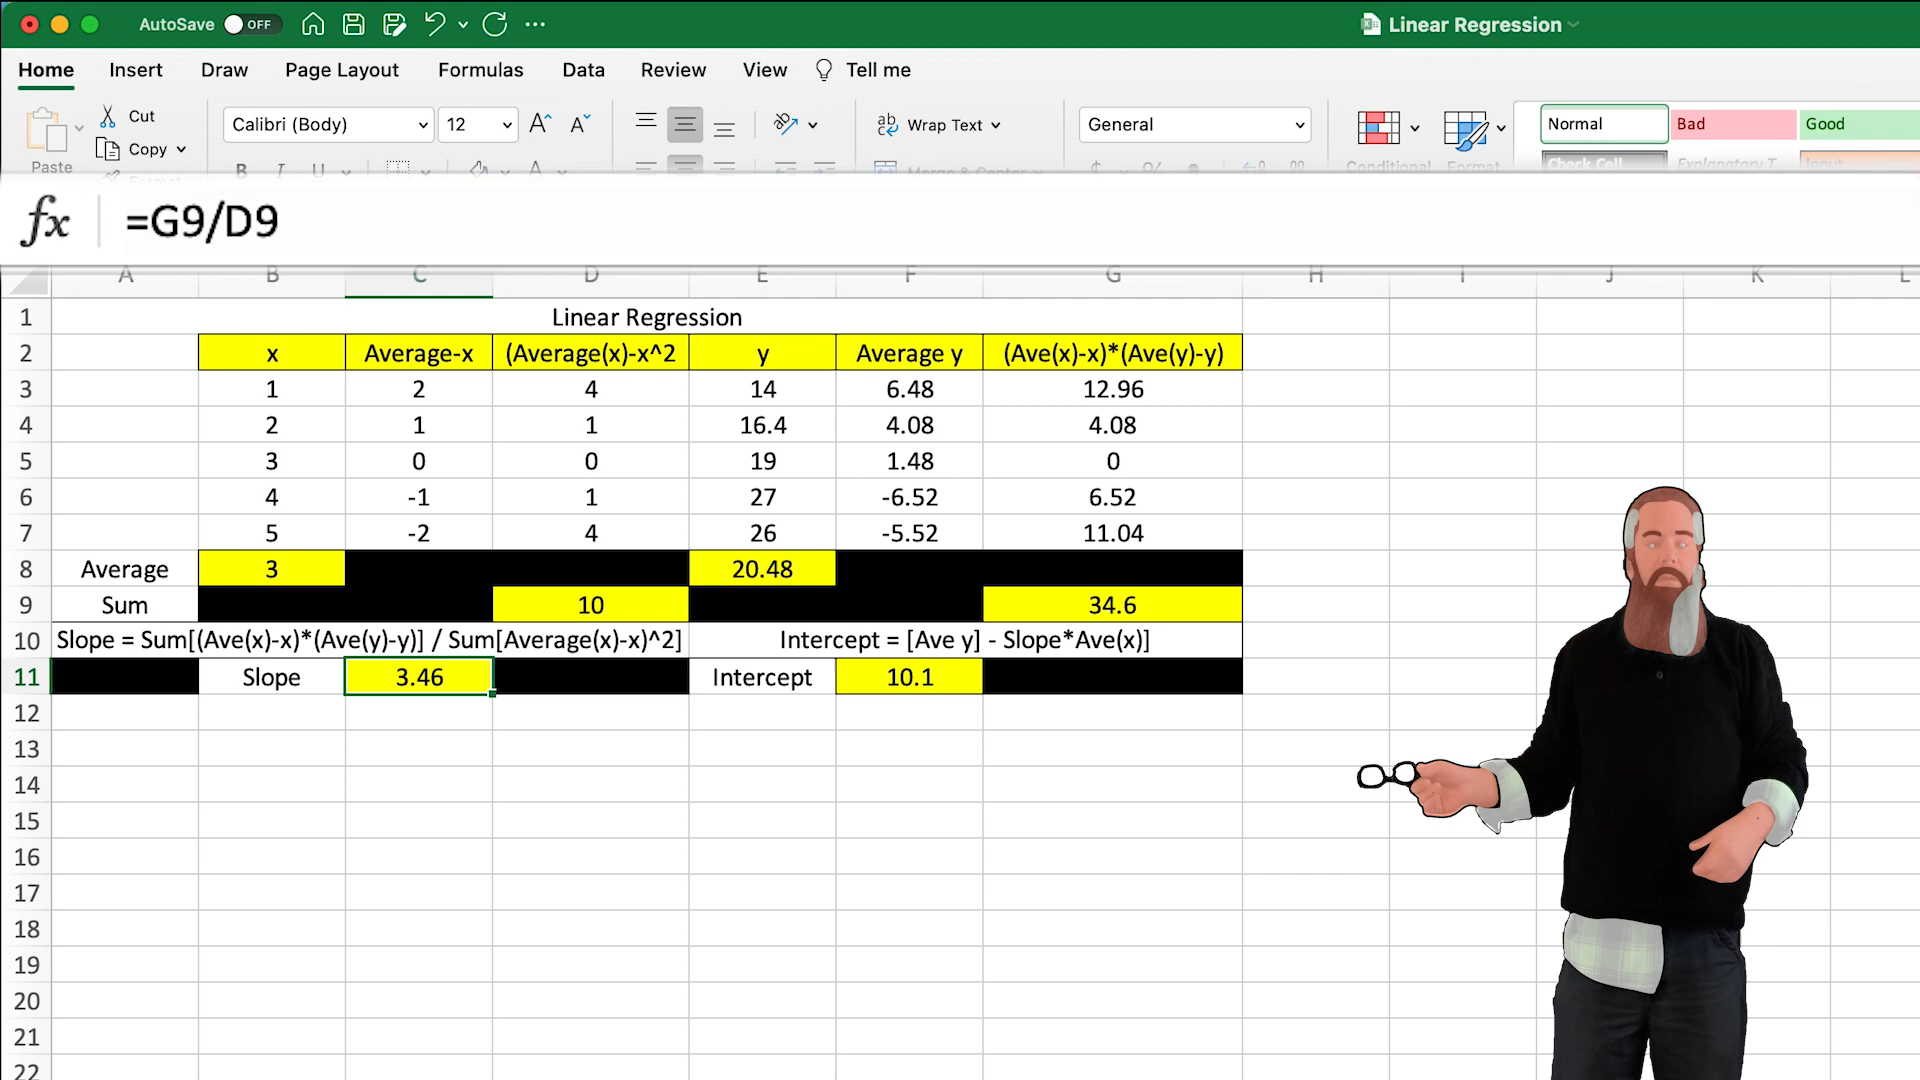 AutoSave OFF
Linear Regression
Home Insert Draw Page Layout Formulas Data Review View Tell me
Cut
Copy
Paste
Calibri (Body) 12
Wrap Text
General
Normal Bad Good
Check Cell Explanatory T Input
B I U
Merge & Center
Conditional Format
Format
fx =G9/D9
A B C D E F G H I J K L
1 Linear Regression
2 x Average-x (Average(x)-x^2 y Average y (Ave(x)-x)*(Ave(y)-y)
3 1 2 4 14 6.48 12.96
4 2 1 1 16.4 4.08 4.08
5 3 0 0 19 1.48 0
6 4 -1 1 27 -6.52 6.52
7 5 -2 4 26 -5.52 11.04
8 Average 3 20.48
9 Sum 10 34.6
10 Slope = Sum[(Ave(x)-x)*(Ave(y)-y)] / Sum[Average(x)-x)^2] Intercept = [Ave y] - Slope*Ave(x)]
11 Slope 3.46 Intercept 10.1
12
13
14
15
16
17
18
19
20
21
22